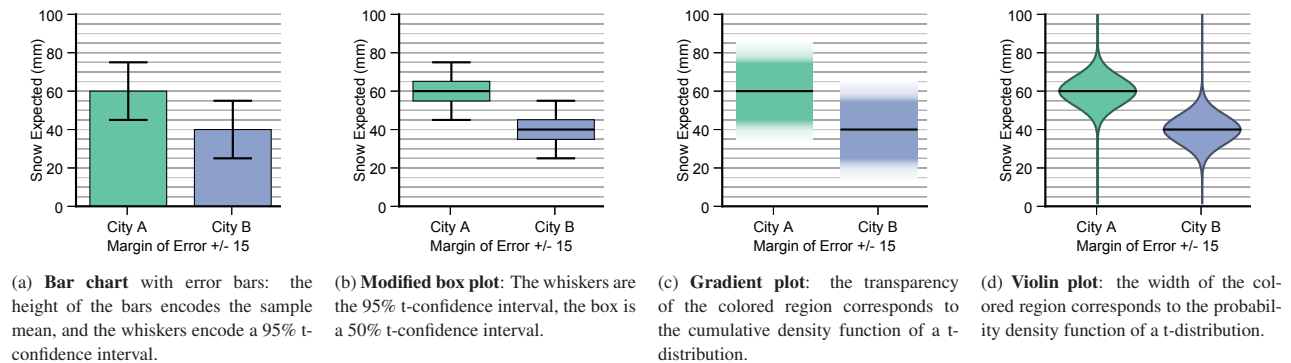 100
80
60
40
20
0
Snow Expected (mm)
City A
City B
Margin of Error +/- 15
100
80
60
40
20
0
Snow Expected (mm)
City A
City B
Margin of Error +/- 15
100
80
60
40
20
0
Snow Expected (mm)
City A
City B
Margin of Error +/- 15
100
80
60
40
20
0
Snow Expected (mm)
City A
City B
Margin of Error +/- 15
(a) Bar chart with error bars: the
height of the bars encodes the sample
mean, and the whiskers encode a 95% t-
confidence interval.
(b) Modified box plot: The whiskers are
the 95% t-confidence interval, the box is
a 50% t-confidence interval.
(c) Gradient plot: the transparency
of the colored region corresponds to
the cumulative density function of a t-
distribution.
(d) Violin plot: the width of the col-
ored region corresponds to the probabil-
ity density function of a t-distribution.